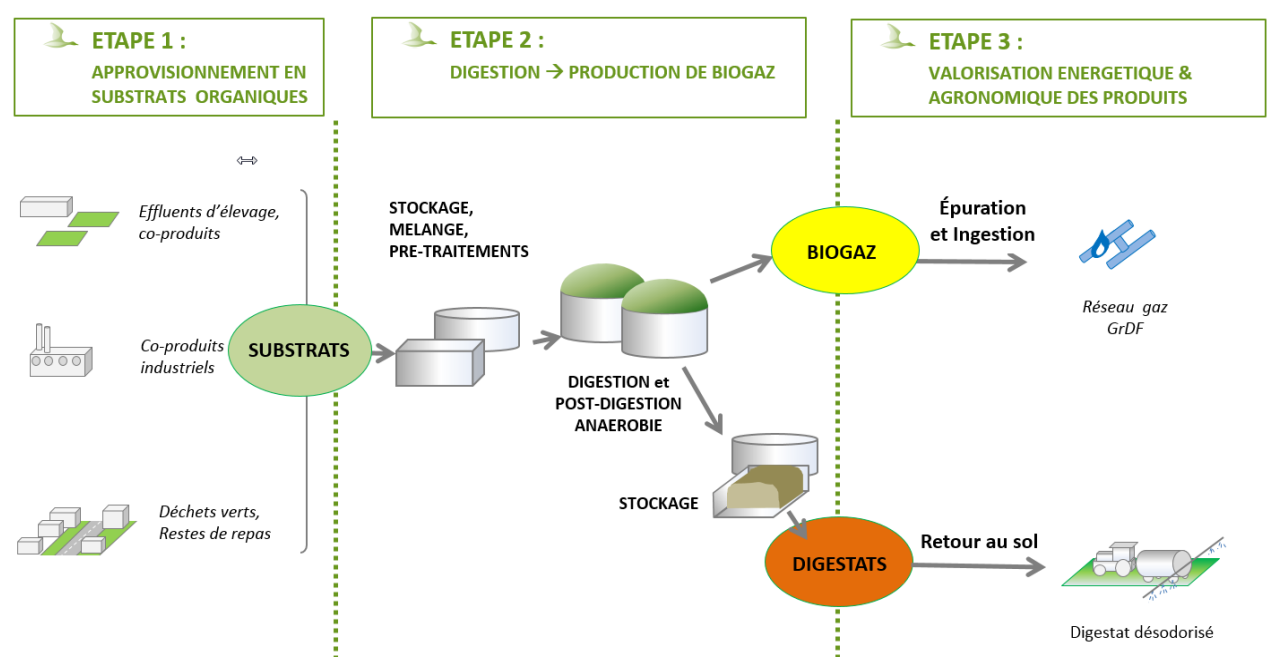 ETAPE 1 :
APPROVISIONNEMENT EN
SUBSTRATS ORGANIQUES
ETAPE 2 :
DIGESTION → PRODUCTION DE BIOGAZ
ETAPE 3 :
VALORISATION ENERGETIQUE &
AGRONOMIQUE DES PRODUITS
Effluents d'élevage,
co-produits
Co-produits
industriels
Déchets verts,
Restes de repas
SUBSTRATS
STOCKAGE,
MELANGE,
PRE-TRAITEMENTS
DIGESTION et
POST-DIGESTION
ANAEROBIE
STOCKAGE
BIOGAZ
Épuration
et Ingestion
Réseau gaz
GrDF
DIGESTATS
Retour au sol
Digestat désodorisé